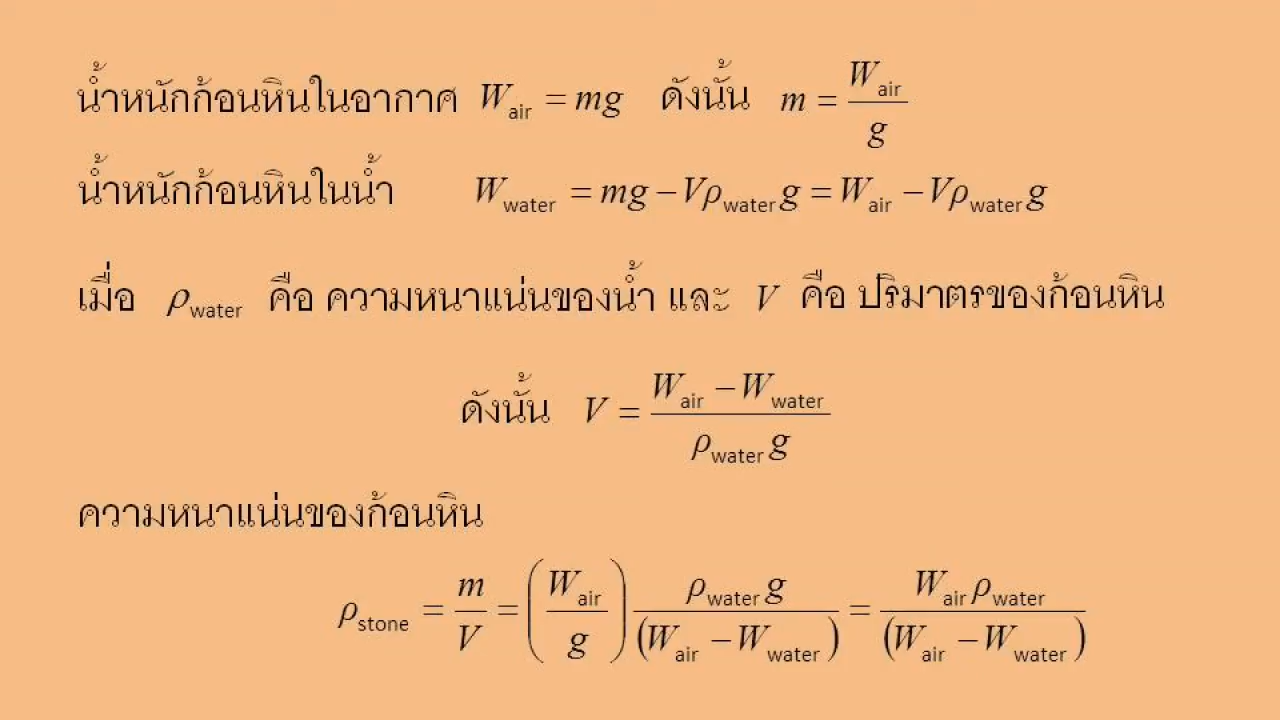 น้ำหนักก้อนหินในอากาศ W_air = mg ดังนั้น m = W_air / g
น้ำหนักก้อนหินในน้ำ W_water = mg − Vρ_water g = W_air − Vρ_water g
เมื่อ ρ_water คือ ความหนาแน่นของน้ำ และ V คือ ปริมาตรของก้อนหิน
ดังนั้น V = (W_air − W_water) / (ρ_water g)
ความหนาแน่นของก้อนหิน
ρ_stone = m / V = (W_air / g) ρ_water g / (W_air − W_water) = W_air ρ_water / (W_air − W_water)